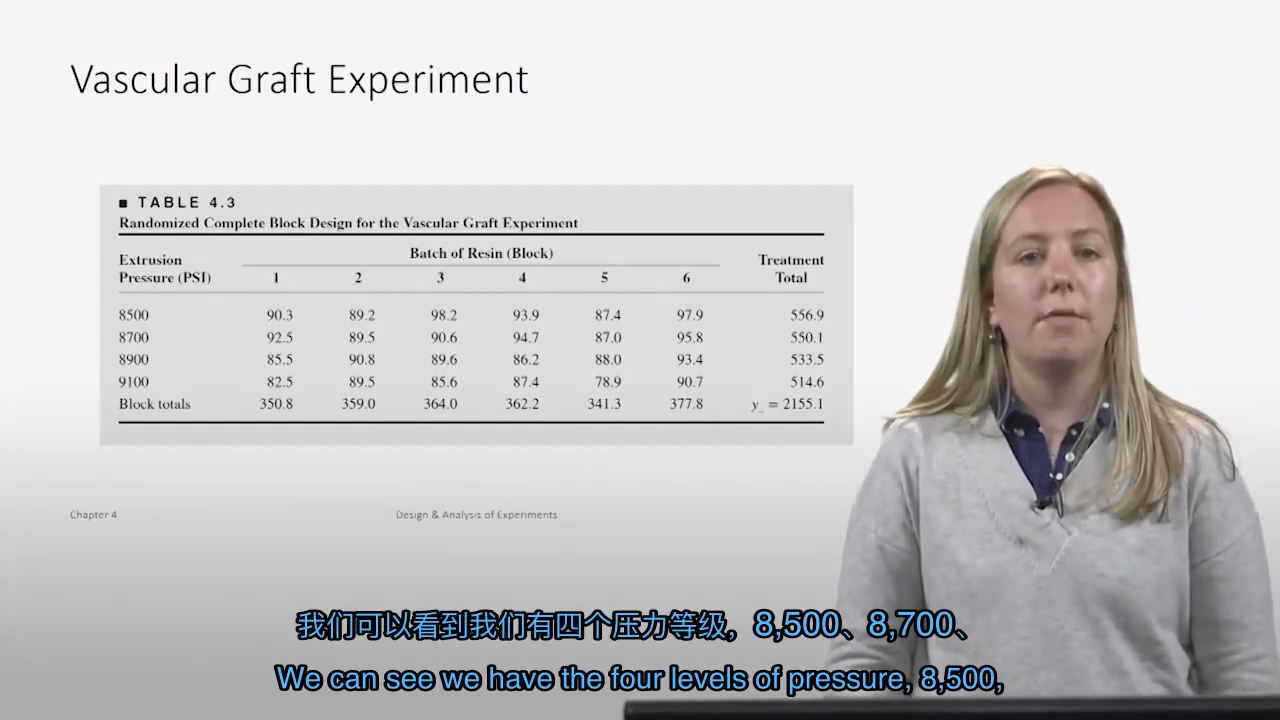 Vascular Graft Experiment
TABLE 4.3
Randomized Complete Block Design for the Vascular Graft Experiment
Extrusion Pressure (PSI) Batch of Resin (Block) Treatment Total
1 2 3 4 5 6
8500 90.3 89.2 98.2 93.9 87.4 97.9 556.9
8700 92.5 89.5 90.6 94.7 87.0 95.8 550.1
8900 85.5 90.8 89.6 86.2 88.0 93.4 533.5
9100 82.5 89.5 85.6 87.4 78.9 90.7 514.6
Block totals 350.8 359.0 364.0 362.2 341.3 377.8 y.. = 2155.1
Chapter 4 Design & Analysis of Experiments
我们可以看到我们有四个压力等级，8,500、8,700、
We can see we have the four levels of pressure, 8,500,